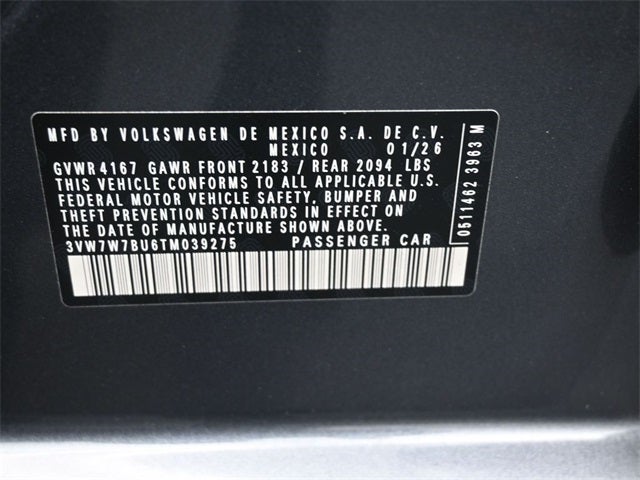 MFD BY VOLKSWAGEN DE MEXICO S.A. DE C.V.
MEXICO 01/26
GVWR 4167 GAWR FRONT 2183 / REAR 2094 LBS
THIS VEHICLE CONFORMS TO ALL APPLICABLE U.S.
FEDERAL MOTOR VEHICLE SAFETY, BUMPER AND
THEFT PREVENTION STANDARDS IN EFFECT ON
THE DATE OF MANUFACTURE SHOWN ABOVE.
3VW7W7BU6TM039275 PASSENGER CAR
0511462 3963 M